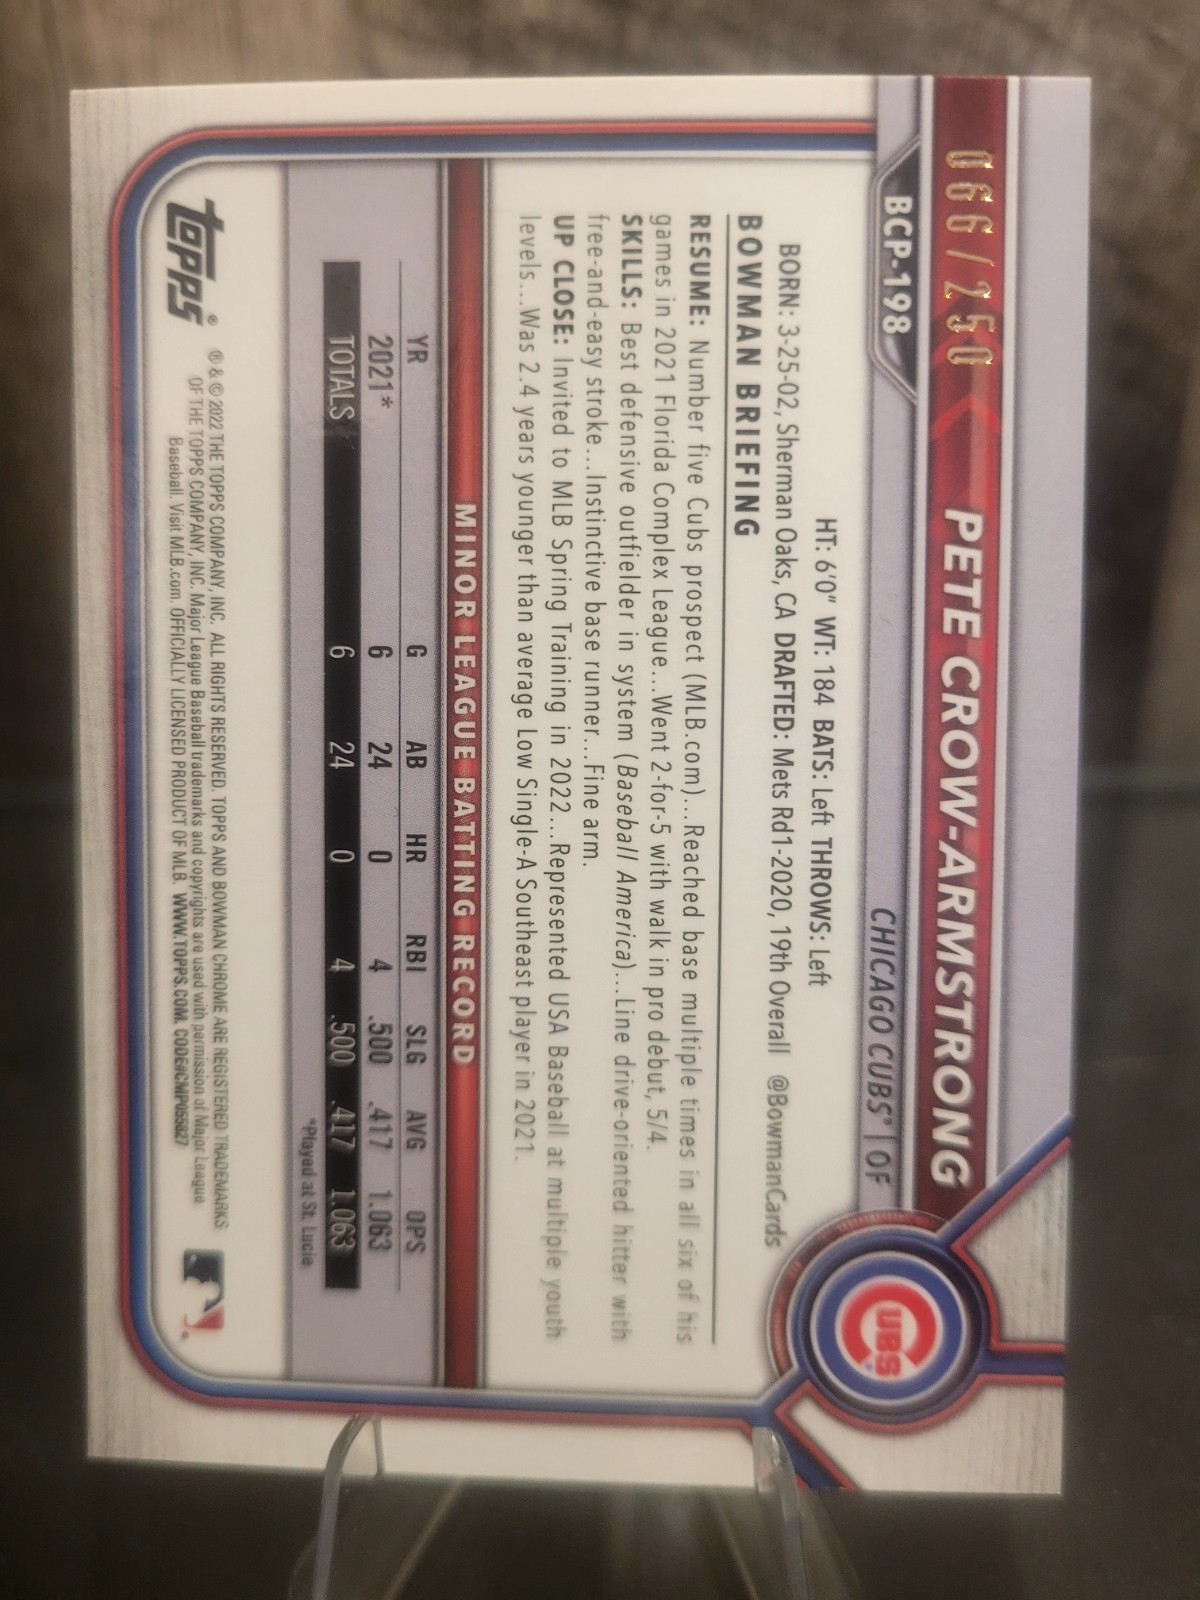 066/250
PETE CROW-ARMSTRONG
BCP-198
CHICAGO CUBS® | OF
HT: 6'0" WT: 184 BATS: Left THROWS: Left
BORN: 3-25-02, Sherman Oaks, CA DRAFTED: Mets Rd1-2020, 19th Overall @BowmanCards
CUBS
BOWMAN BRIEFING
RESUME: Number five Cubs prospect (MLB.com)...Reached base multiple times in all six of his
games in 2021 Florida Complex League...Went 2-for-5 with walk in pro debut, 5/4.
SKILLS: Best defensive outfielder in system (Baseball America)...Line drive-oriented hitter with
free-and-easy stroke...Instinctive base runner...Fine arm.
UP CLOSE: Invited to MLB Spring Training in 2022...Represented USA Baseball at multiple youth
levels...Was 2.4 years younger than average Low Single-A Southeast player in 2021.
MINOR LEAGUE BATTING RECORD
YR G AB HR RBI SLG AVG OPS
2021* 6 24 0 4 .500 .417 1.063
TOTALS 6 24 0 4 .500 .417 1.063
*Played at St. Lucie
topps®
® & © 2022 THE TOPPS COMPANY, INC. ALL RIGHTS RESERVED. TOPPS AND BOWMAN CHROME ARE REGISTERED TRADEMARKS
OF THE TOPPS COMPANY, INC. Major League Baseball trademarks and copyrights are used with permission of Major League
Baseball. Visit MLB.com. OFFICIALLY LICENSED PRODUCT OF MLB. WWW.TOPPS.COM. CODE#CMP055827